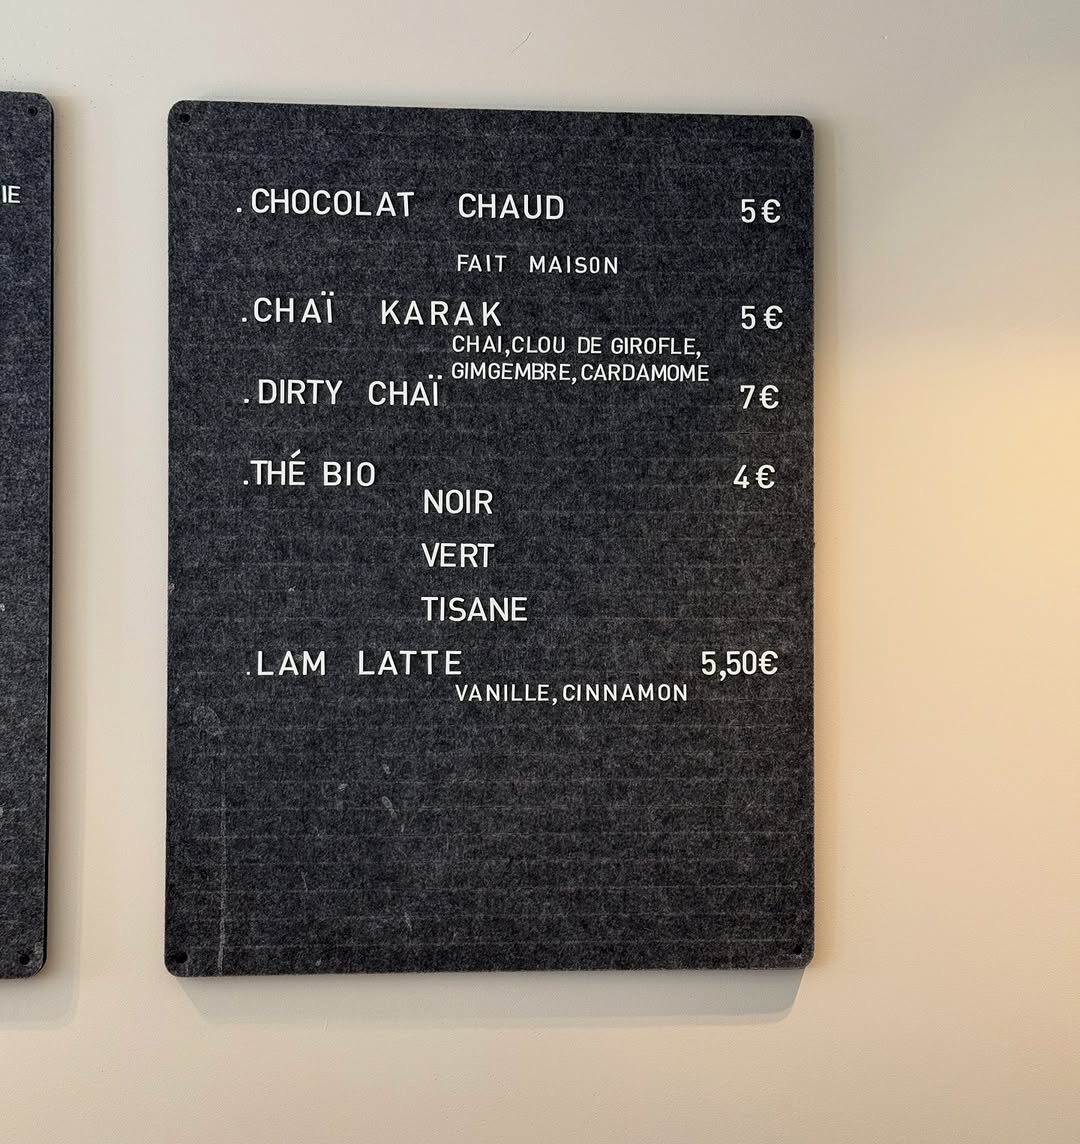 IE
.CHOCOLAT CHAUD 5€
FAIT MAISON
.CHAÏ KARAK 5€
CHAI,CLOU DE GIROFLE,
GIMGEMBRE,CARDAMOME
.DIRTY CHAÏ 7€
.THÉ BIO 4€
NOIR
VERT
TISANE
.LAM LATTE 5,50€
VANILLE,CINNAMON